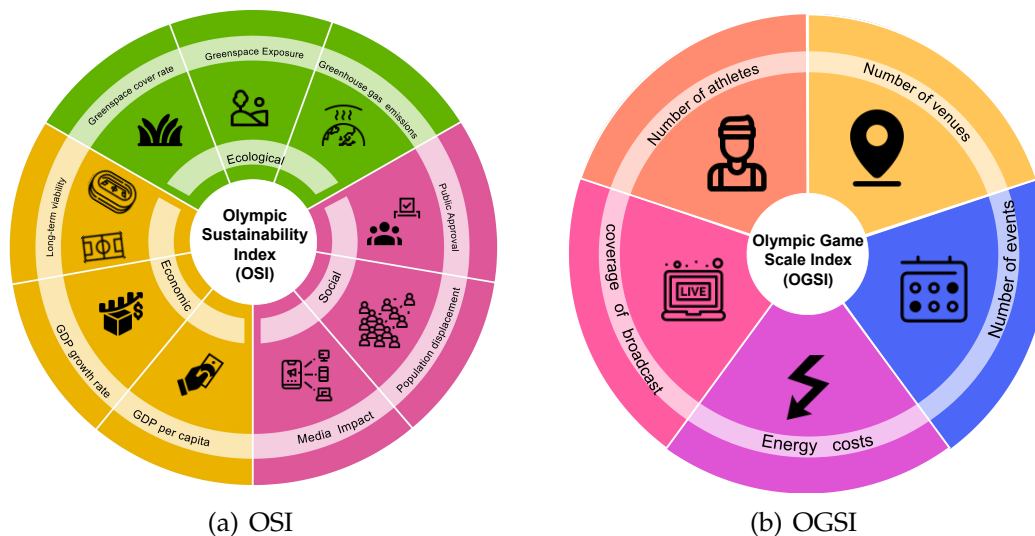 Greenspace cover rate
Greenspace Exposure
Greenhouse gas emissions
Ecological
Long-term viability
GDP growth rate
GDP per capita
Economic
Public Approval
Population displacement
Media Impact
Social
Olympic
Sustainability
Index
(OSI)
(a) OSI
Number of athletes
Number of venues
Number of events
Energy costs
coverage of broadcast
LIVE
Olympic Game
Scale Index
(OGSI)
(b) OGSI